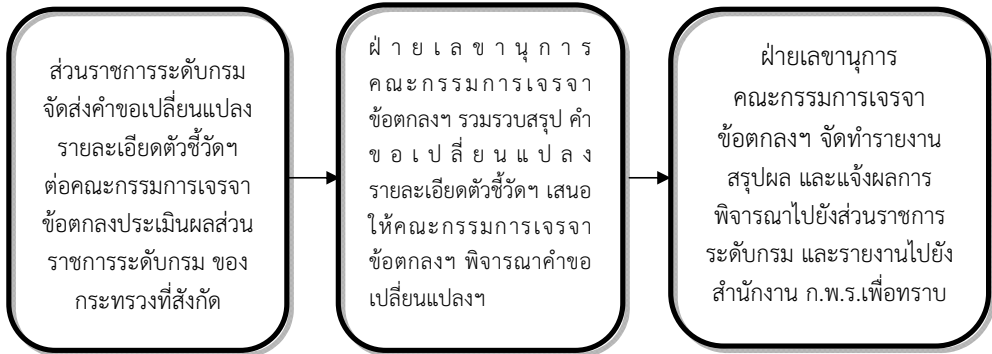 ส่วนราชการระดับกรม
จัดส่งคำขอเปลี่ยนแปลง
รายละเอียดตัวชี้วัดฯ
ต่อคณะกรรมการเจรจา
ข้อตกลงประเมินผลส่วน
ราชการระดับกรม ของ
กระทรวงที่สังกัด
ฝ่ายเลขานุการ
คณะกรรมการเจรจา
ข้อตกลงฯ รวมรวบสรุป คำ
ขอเปลี่ยนแปลง
รายละเอียดตัวชี้วัดฯ เสนอ
ให้คณะกรรมการเจรจา
ข้อตกลงฯ พิจารณาคำขอ
เปลี่ยนแปลงฯ
ฝ่ายเลขานุการ
คณะกรรมการเจรจา
ข้อตกลงฯ จัดทำรายงาน
สรุปผล และแจ้งผลการ
พิจารณาไปยังส่วนราชการ
ระดับกรม และรายงานไปยัง
สำนักงาน ก.พ.ร.เพื่อทราบ